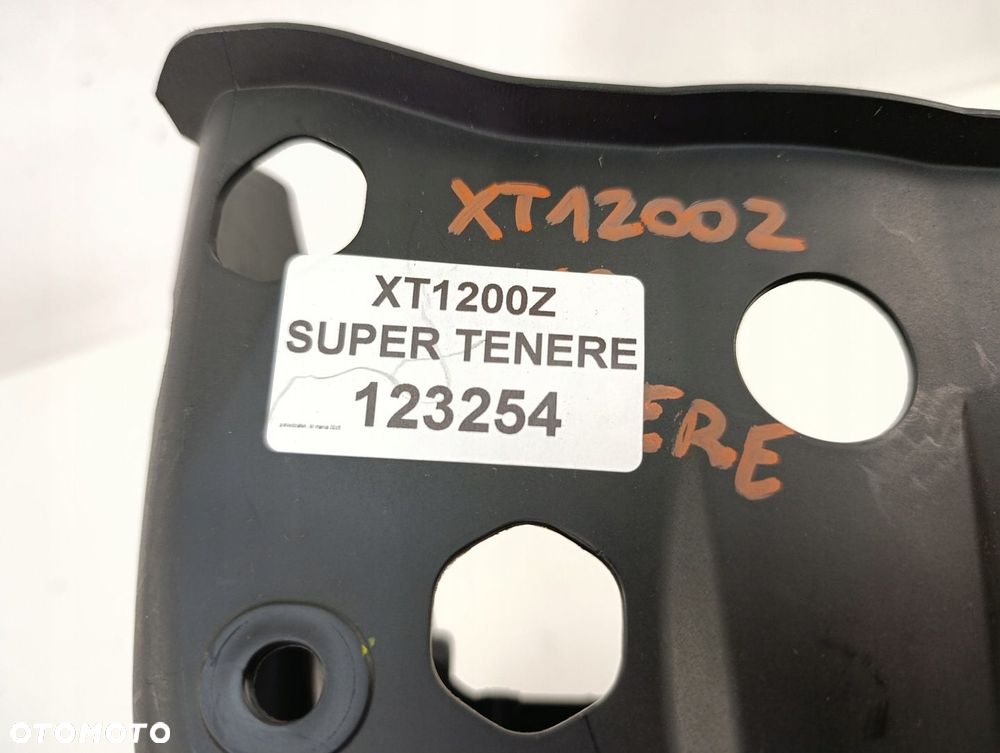 XT1200Z
XT1200Z
SUPER TENERE
123254
ERE
OTOMOTO